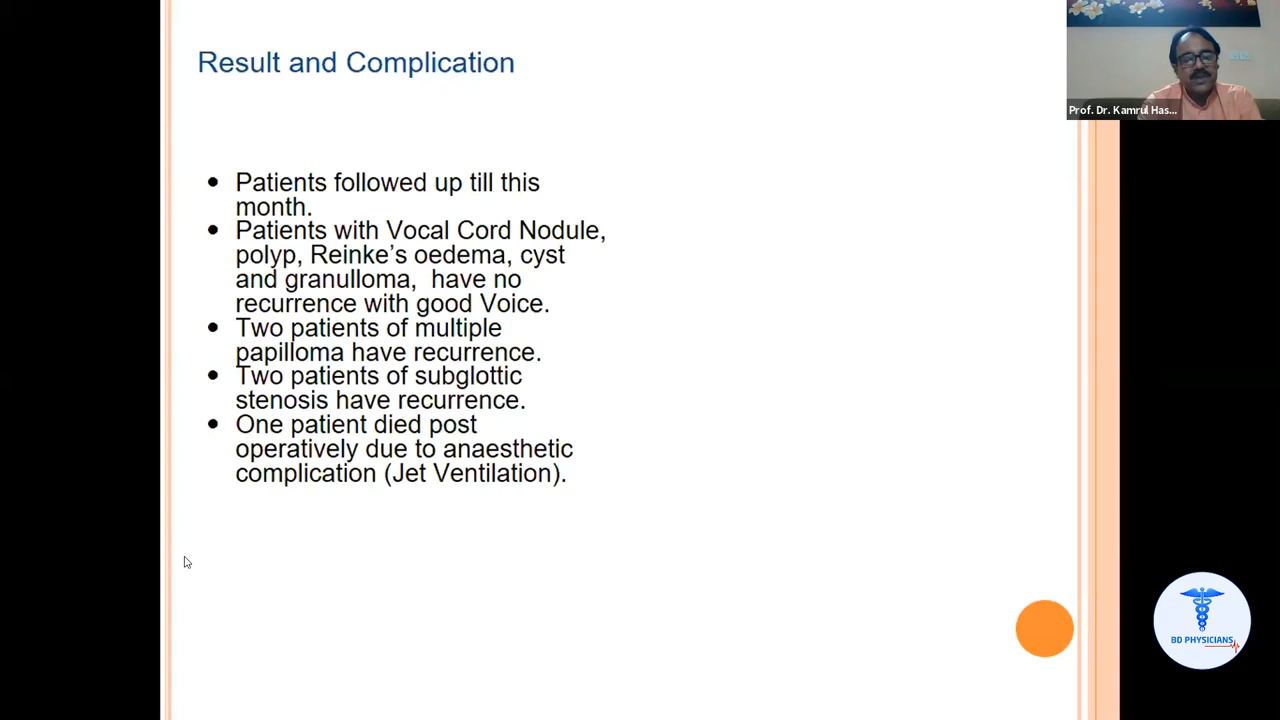 Result and Complication
Prof. Dr. Kamrul Has...
• Patients followed up till this
month.
• Patients with Vocal Cord Nodule,
polyp, Reinke’s oedema, cyst
and granulloma, have no
recurrence with good Voice.
• Two patients of multiple
papilloma have recurrence.
• Two patients of subglottic
stenosis have recurrence.
• One patient died post
operatively due to anaesthetic
complication (Jet Ventilation).
BD PHYSICIANS